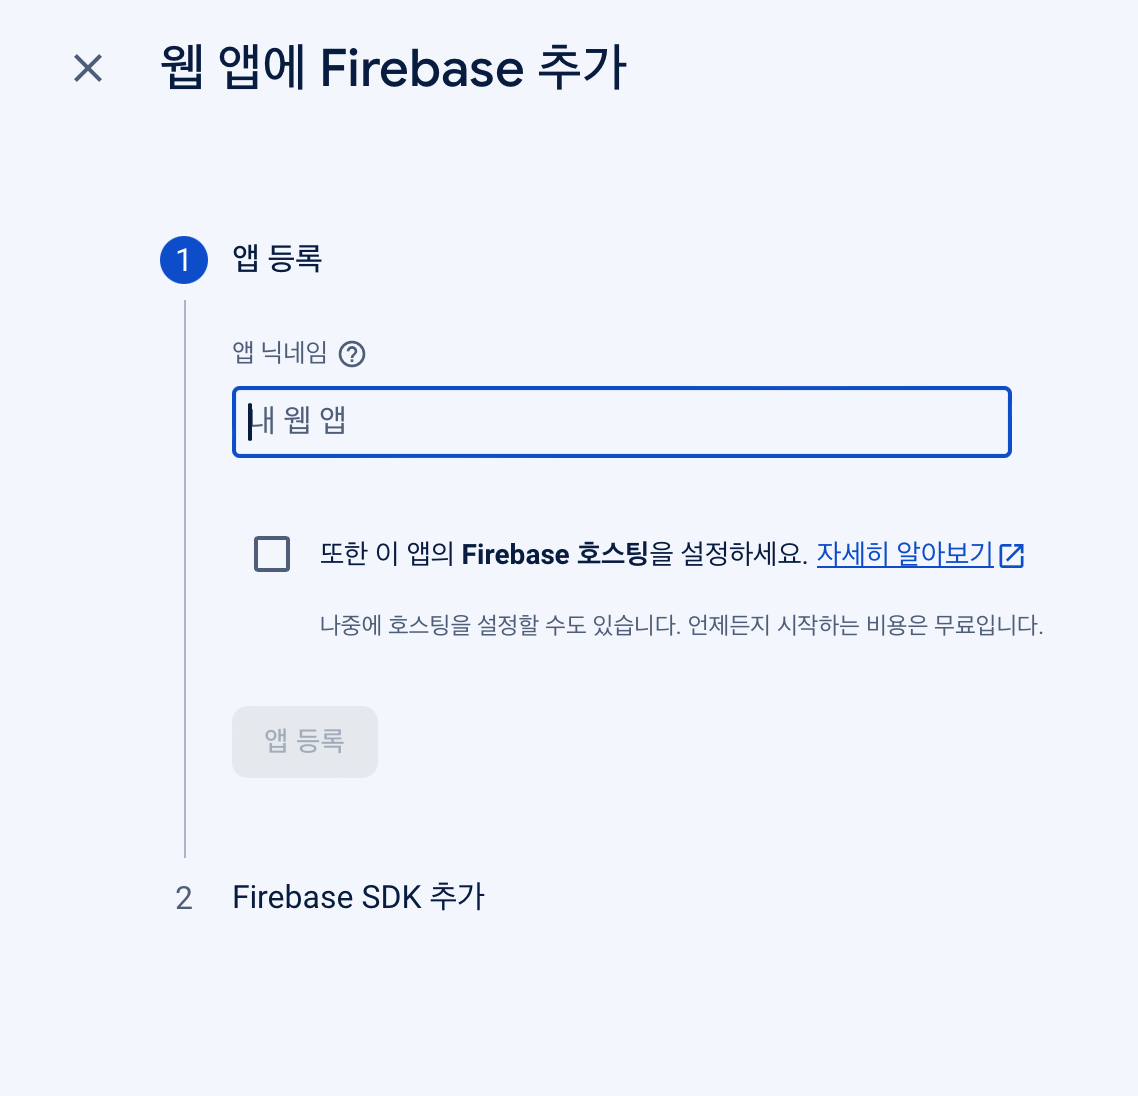 웹 앱에 Firebase 추가
1 앱 등록
앱 닉네임
내 웹 앱
또한 이 앱의 Firebase 호스팅을 설정하세요. 자세히 알아보기
나중에 호스팅을 설정할 수도 있습니다. 언제든지 시작하는 비용은 무료입니다.
앱 등록
2 Firebase SDK 추가